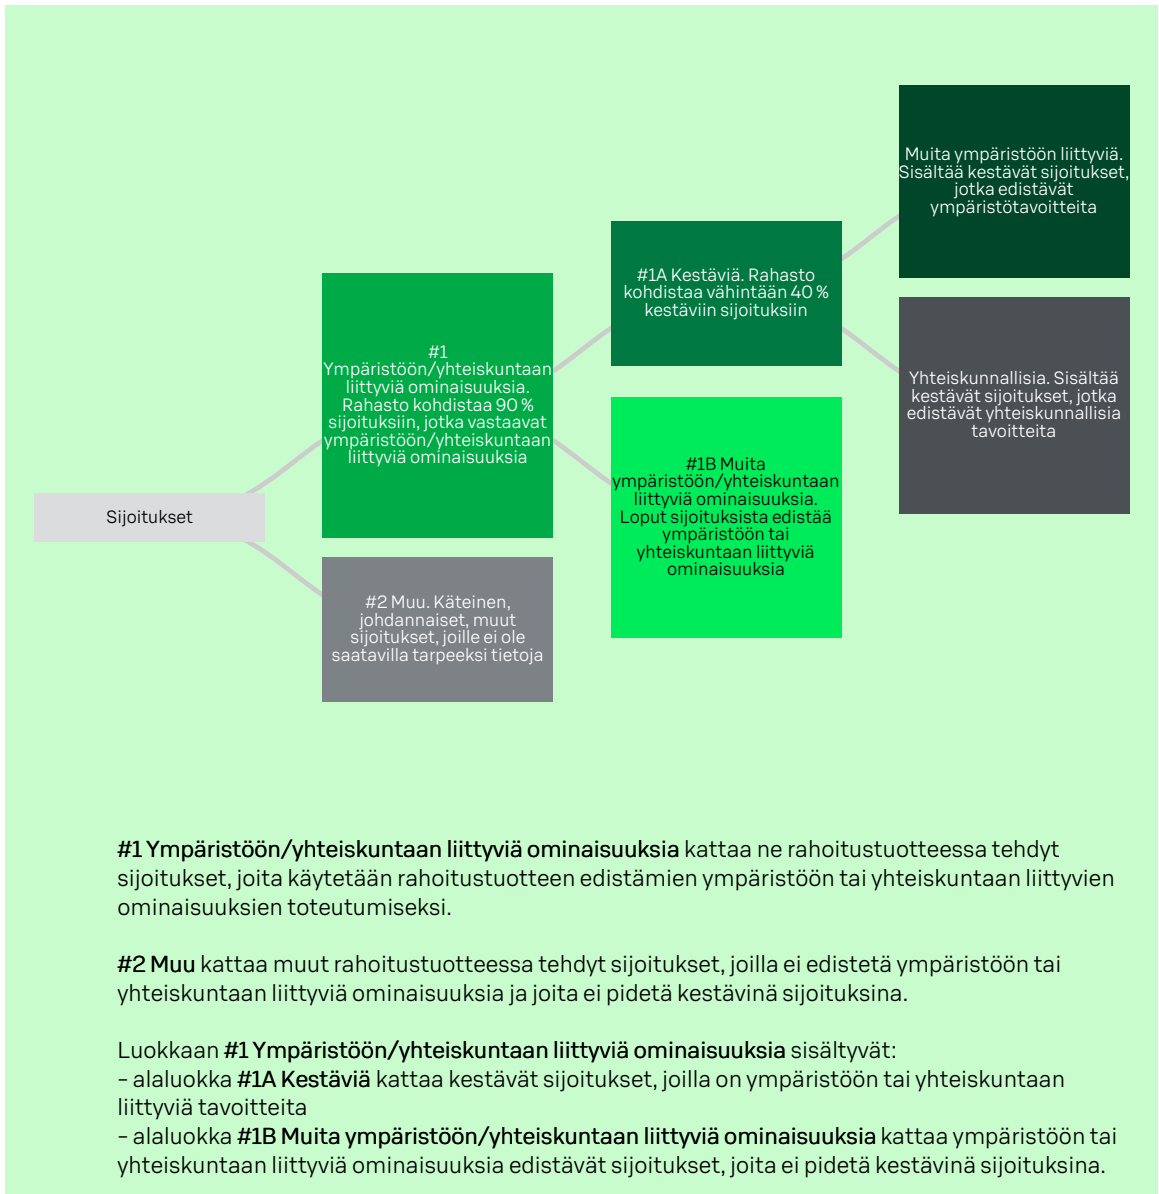 Muita ympäristöön liittyviä.
Sisältää kestävät sijoitukset,
jotka edistävät
ympäristötavoitteita
#1A Kestäviä. Rahasto
kohdistaa vähintään 40 %
kestäviin sijoituksiin
#1
Ympäristöön/yhteiskuntaan
liittyviä ominaisuuksia.
Rahasto kohdistaa 90 %
sijoituksiin, jotka vastaavat
ympäristöön/yhteiskuntaan
liittyviä ominaisuuksia
Yhteiskunnallisia. Sisältää
kestävät sijoitukset, jotka
edistävät yhteiskunnallisia
tavoitteita
#1B Muita
ympäristöön/yhteiskuntaan
liittyviä ominaisuuksia.
Loput sijoituksista edistää
ympäristöön tai
yhteiskuntaan liittyviä
ominaisuuksia
Sijoitukset
#2 Muu. Käteinen,
johdannaiset, muut
sijoitukset, joille ei ole
saatavilla tarpeeksi tietoja
#1 Ympäristöön/yhteiskuntaan liittyviä ominaisuuksia kattaa ne rahoitustuotteessa tehdyt
sijoitukset, joita käytetään rahoitustuotteen edistämien ympäristöön tai yhteiskuntaan liittyvien
ominaisuuksien toteutumiseksi.
#2 Muu kattaa muut rahoitustuotteessa tehdyt sijoitukset, joilla ei edistetä ympäristöön tai
yhteiskuntaan liittyviä ominaisuuksia ja joita ei pidetä kestävinä sijoituksina.
Luokkaan #1 Ympäristöön/yhteiskuntaan liittyviä ominaisuuksia sisältyvät:
- alaluokka #1A Kestäviä kattaa kestävät sijoitukset, joilla on ympäristöön tai yhteiskuntaan
liittyviä tavoitteita
- alaluokka #1B Muita ympäristöön/yhteiskuntaan liittyviä ominaisuuksia kattaa ympäristöön tai
yhteiskuntaan liittyviä ominaisuuksia edistävät sijoitukset, joita ei pidetä kestävinä sijoituksina.